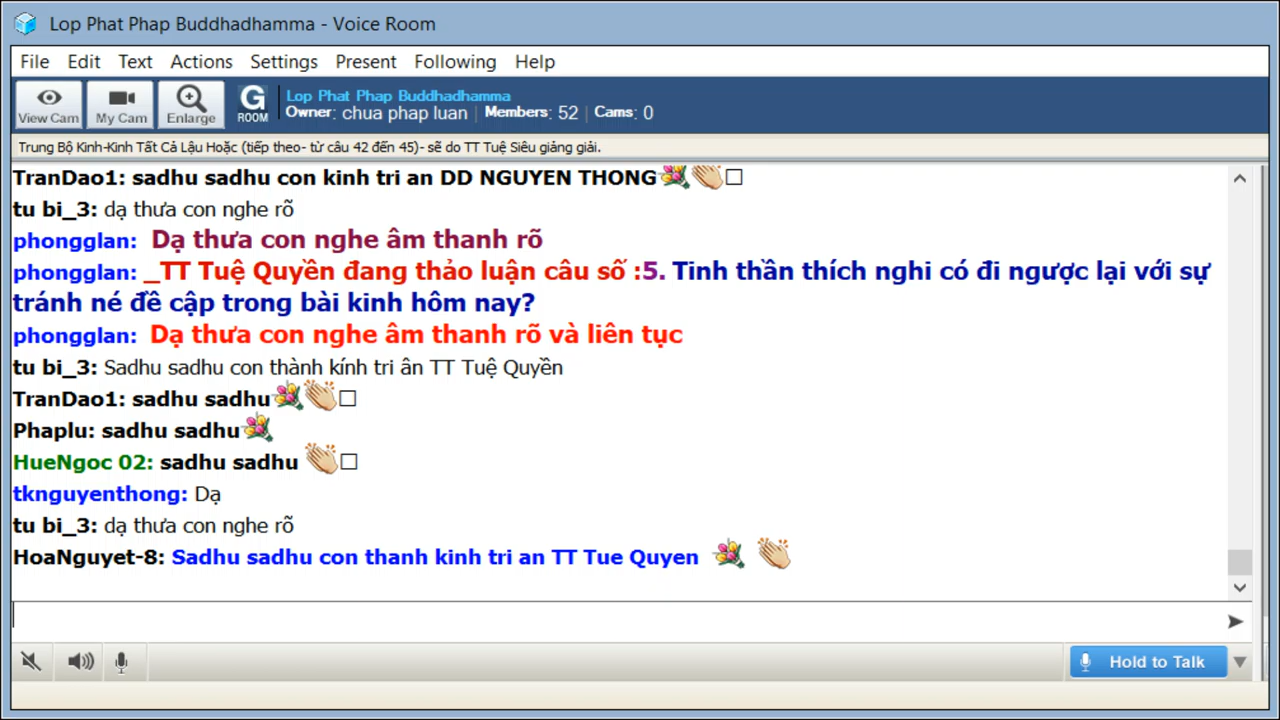 Lop Phat Phap Buddhadhamma - Voice Room
File Edit Text Actions Settings Present Following Help
View Cam My Cam Enlarge G ROOM
Lop Phat Phap Buddhadhamma
Owner: chua phap luan | Members: 52 | Cams: 0
Trung Bộ Kinh-Kinh Tất Cả Lậu Hoặc (tiếp theo- từ câu 42 đến 45)- sẽ do TT Tuệ Siêu giảng giải.
TranDao1: sadhu sadhu con kinh tri an DD NGUYEN THONG
tu bi_3: dạ thưa con nghe rõ
phongglan: Dạ thưa con nghe âm thanh rõ
phongglan: _TT Tuệ Quyền đang thảo luận câu số :5. Tinh thần thích nghi có đi ngược lại với sự
tránh né đề cập trong bài kinh hôm nay?
phongglan: Dạ thưa con nghe âm thanh rõ và liên tục
tu bi_3: Sadhu sadhu con thành kính tri ân TT Tuệ Quyền
TranDao1: sadhu sadhu
Phaplu: sadhu sadhu
HueNgoc 02: sadhu sadhu
tknguyenthong: Dạ
tu bi_3: dạ thưa con nghe rõ
HoaNguyet-8: Sadhu sadhu con thanh kinh tri an TT Tue Quyen
Hold to Talk